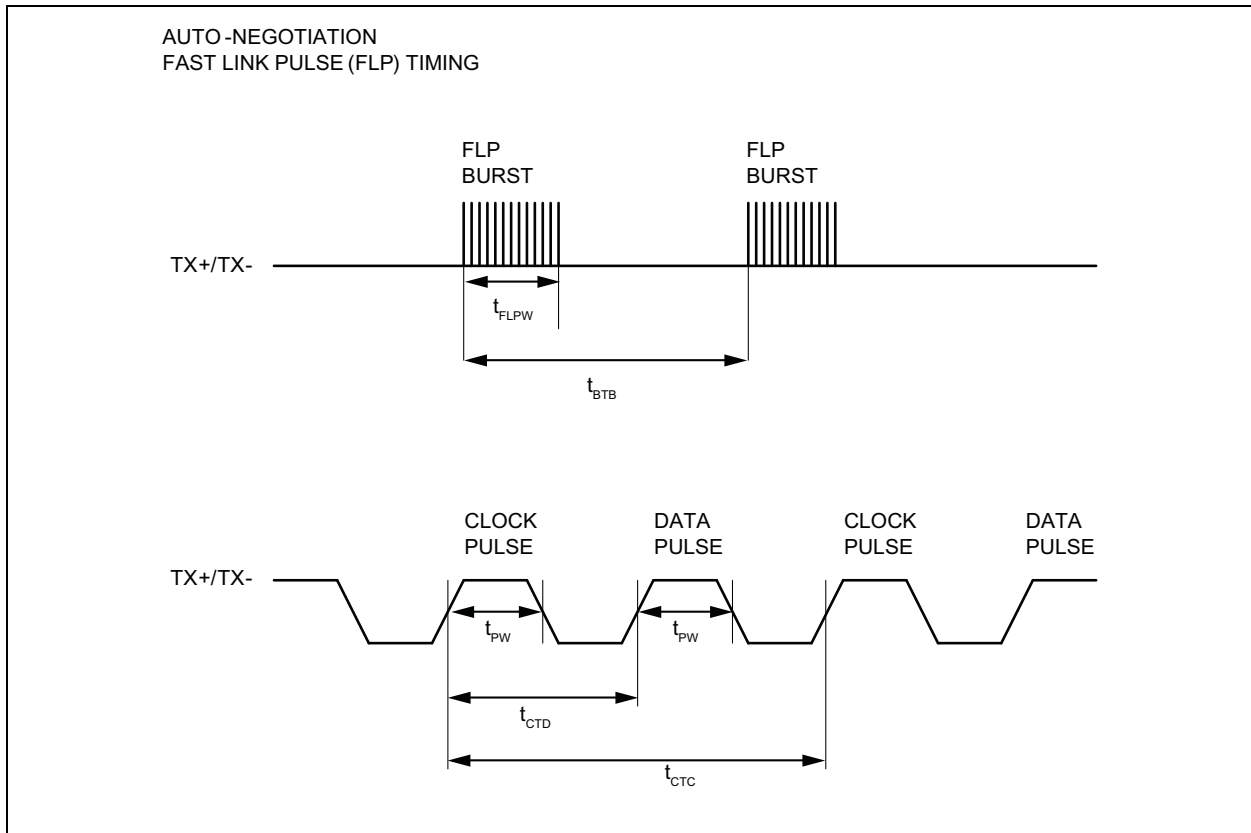 AUTO-NEGOTIATION
FAST LINK PULSE (FLP) TIMING
FLP
BURST
FLP
BURST
TX+/TX-
tFLPW
tBTB
CLOCK
PULSE
DATA
PULSE
CLOCK
PULSE
DATA
PULSE
TX+/TX-
tPW
tPW
tCTD
tCTC